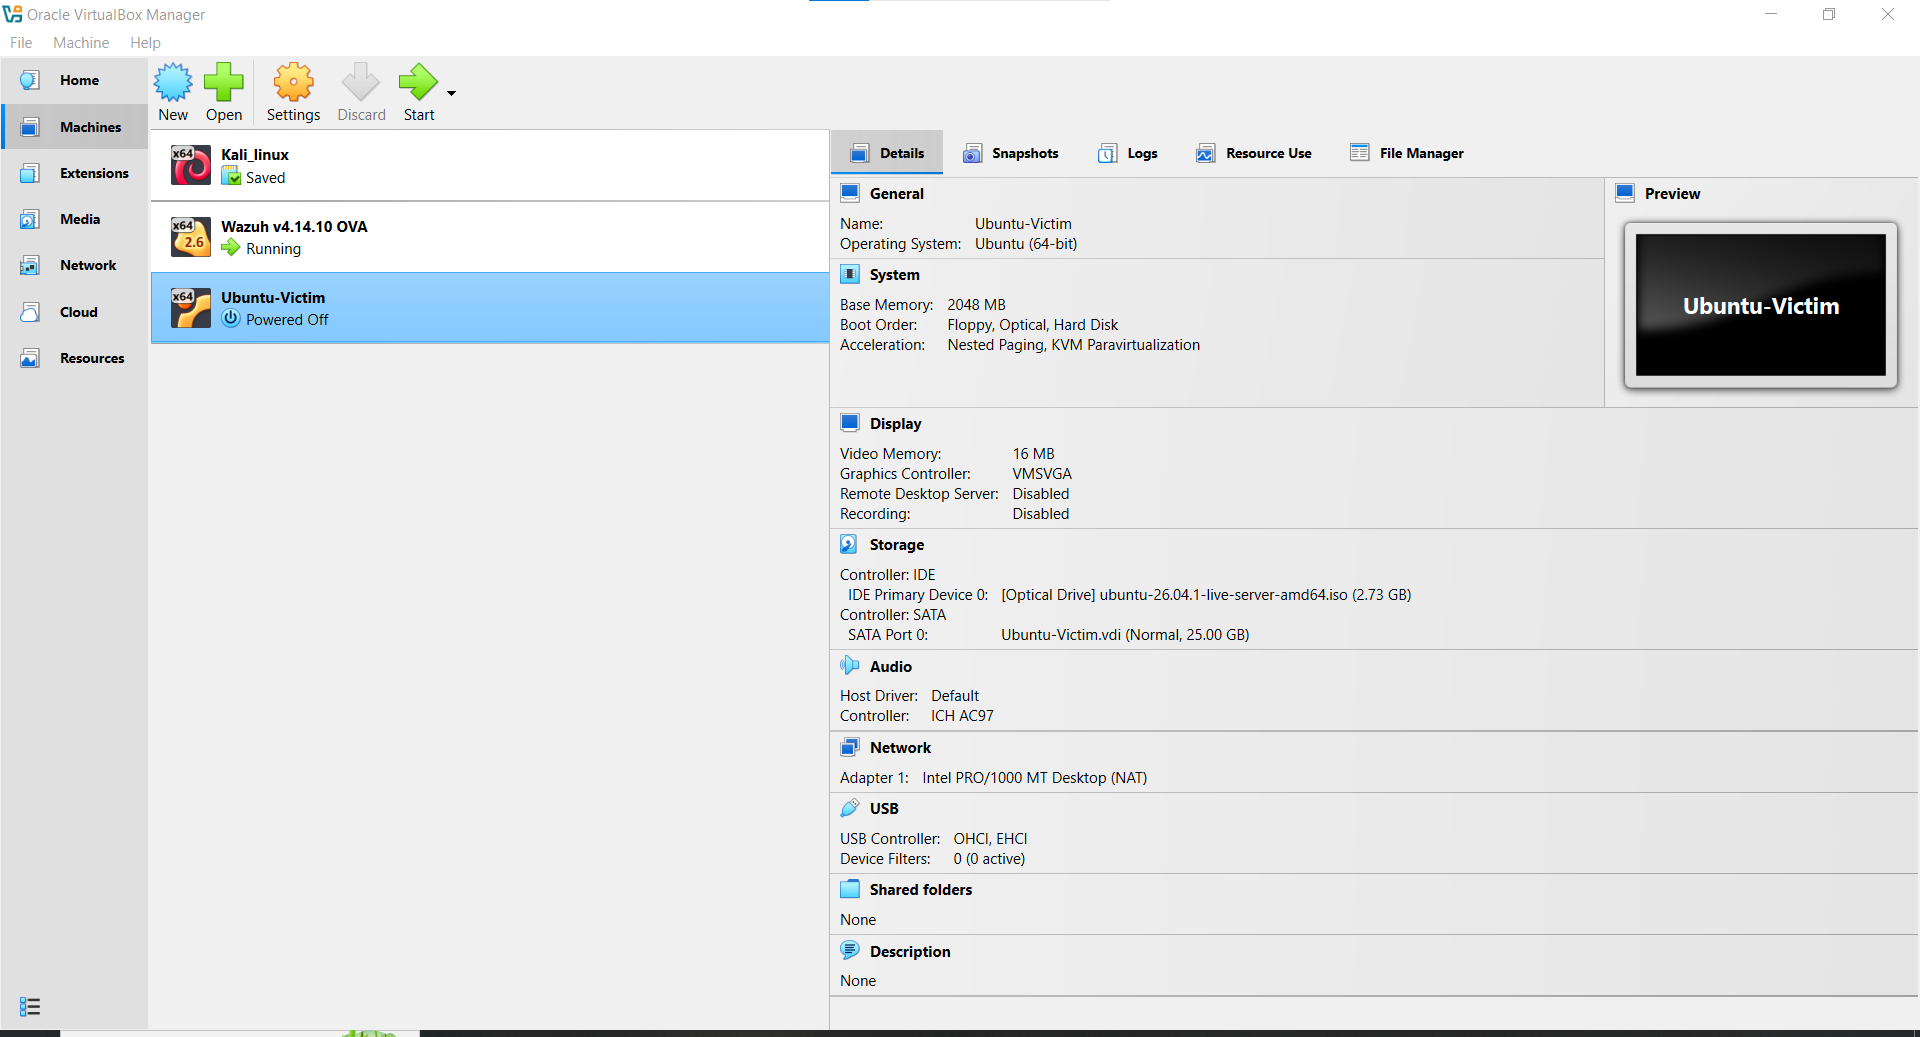 Oracle VirtualBox Manager
File Machine Help
Home
Machines
Extensions
Media
Network
Cloud
Resources
New Open Settings Discard Start
x64 Kali_linux
Saved
x64 2.6 Wazuh v4.14.10 OVA
Running
x64 Ubuntu-Victim
Powered Off
Details Snapshots Logs Resource Use File Manager
General
Name: Ubuntu-Victim
Operating System: Ubuntu (64-bit)
System
Base Memory: 2048 MB
Boot Order: Floppy, Optical, Hard Disk
Acceleration: Nested Paging, KVM Paravirtualization
Preview
Ubuntu-Victim
Display
Video Memory: 16 MB
Graphics Controller: VMSVGA
Remote Desktop Server: Disabled
Recording: Disabled
Storage
Controller: IDE
IDE Primary Device 0: [Optical Drive] ubuntu-26.04.1-live-server-amd64.iso (2.73 GB)
Controller: SATA
SATA Port 0: Ubuntu-Victim.vdi (Normal, 25.00 GB)
Audio
Host Driver: Default
Controller: ICH AC97
Network
Adapter 1: Intel PRO/1000 MT Desktop (NAT)
USB
USB Controller: OHCI, EHCI
Device Filters: 0 (0 active)
Shared folders
None
Description
None